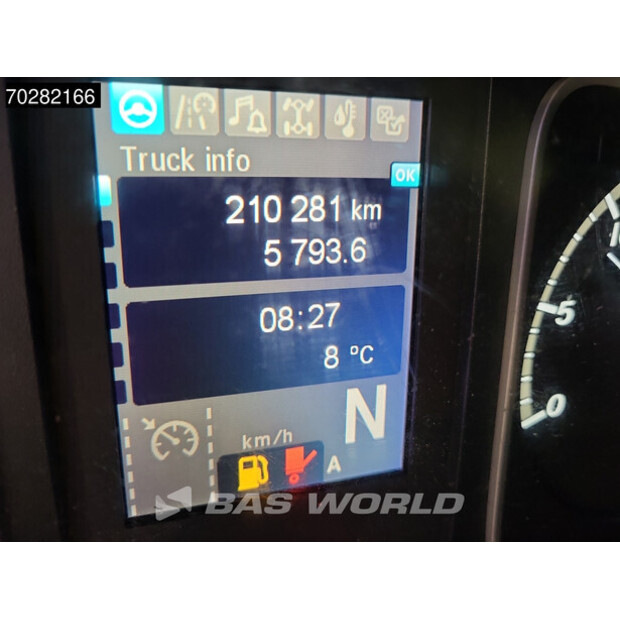 70282166
Truck info
OK
210 281 km
5 793.6
08:27
8 °C
N
km/h
A
5
0
BAS WORLD